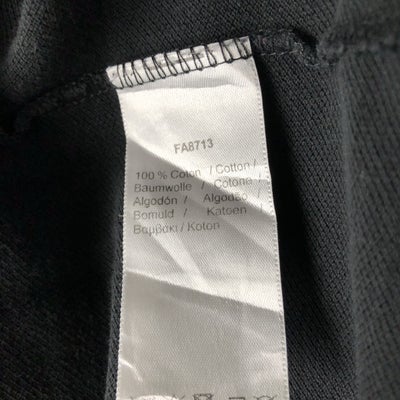 FA8713
100 % Coton / Cotton /
Baumwolle / Cotone /
Algodón / Algodão /
Bomuld / Katoen
Βαμβάκι / Koton